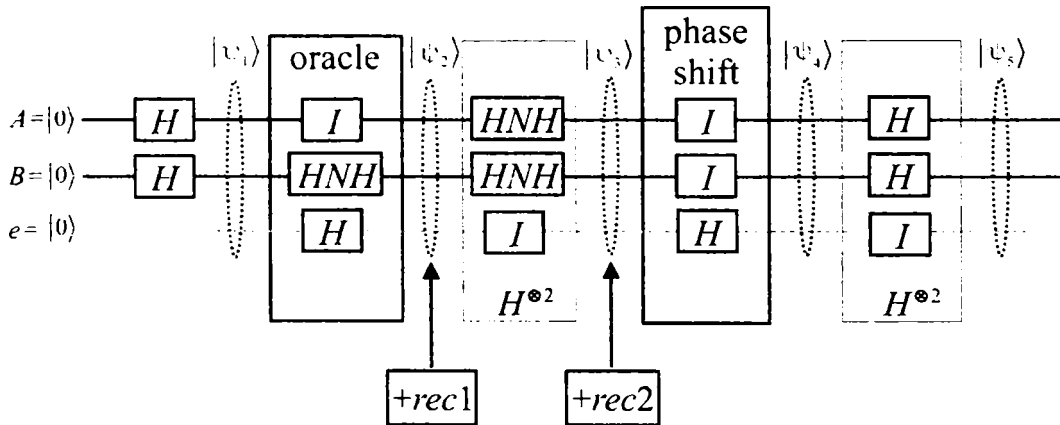 |ψ₁⟩ oracle |ψ₂⟩ |ψ₃⟩ phase shift |ψ₄⟩ |ψ₅⟩
A = |0⟩ H I HNH I H
B = |0⟩ H HNH HNH I H
e = |0⟩ H I H I
H⊗2 H⊗2
+rec1 +rec2